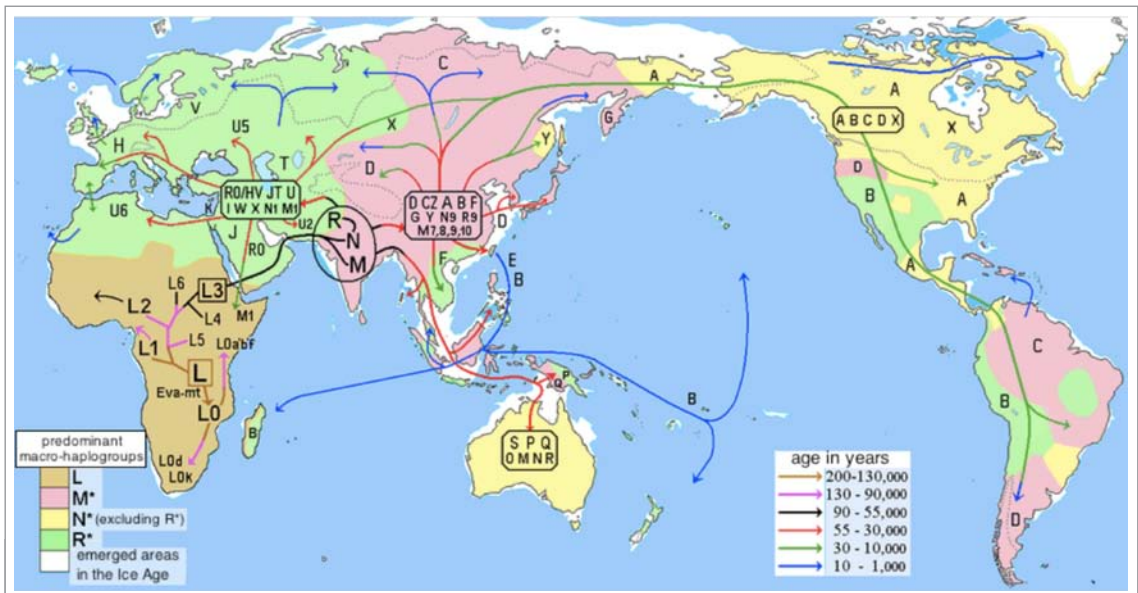 C
A
A
V
H
U5
X
G
A B C D X
X
T
Y
D
D
B
A
R0/HV JT U
I W X N1 M1
D CZ A B F
G Y N9 R9
M7,8,9,10
K
U6
U2
D
R
N
M
J
R0
F
E
B
A
L6
L3
L2
L4
M1
L5
L1
L0abf
L
Eva-mt
L0
C
P
Q
B
B
B
S P Q
O M N R
L0d
L0k
D
predominant
macro-haplogroups
L
M*
N* (excluding R*)
R*
emerged areas
in the Ice Age
age in years
200-130,000
130 - 90,000
90 - 55,000
55 - 30,000
30 - 10,000
10 - 1,000